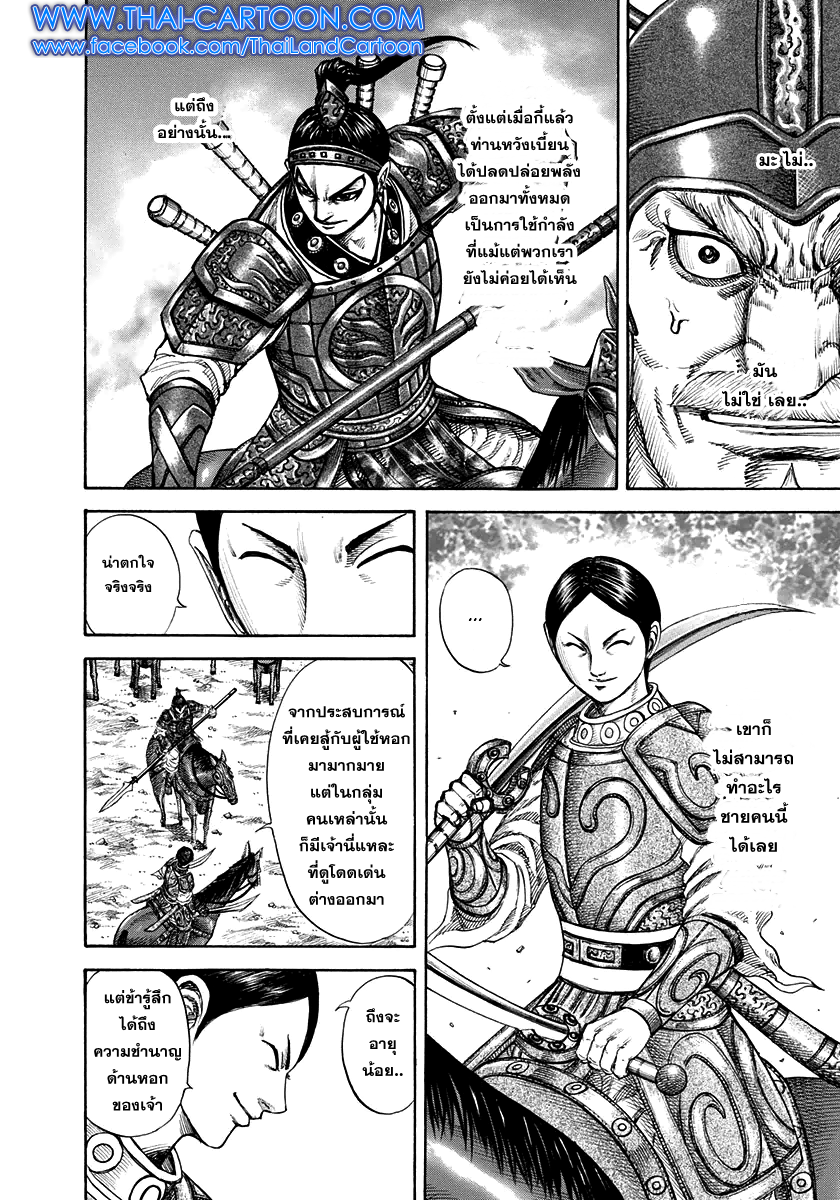 WWW.THAI-CARTOON.COM
www.facebook.com/ThaiLandCartoon
มะ ไม่..
มัน
ไม่ใช่ เลย..
ตั้งแต่เมื่อกี้แล้ว
ท่านหวังเบี้ยน
ได้ปลดปล่อยพลัง
ออกมาทั้งหมด
เป็นการใช้กำลัง
ที่แม้แต่พวกเรา
ยังไม่ค่อยได้เห็น
แต่ถึง
อย่างนั้น...
เขาก็
ไม่สามารถ
ทำอะไร
ชายคนนี้
ได้เลย
...
น่าตกใจ
จริงจริง
จากประสบการณ์
ที่เคยสู้กับผู้ใช้หอก
มามากมาย
แต่ในกลุ่ม
คนเหล่านั้น
ก็มีเจ้านี่แหละ
ที่ดูโดดเด่น
ต่างออกมา
ถึงจะ
อายุ
น้อย..
แต่ข้ารู้สึก
ได้ถึง
ความชำนาญ
ด้านหอก
ของเจ้า